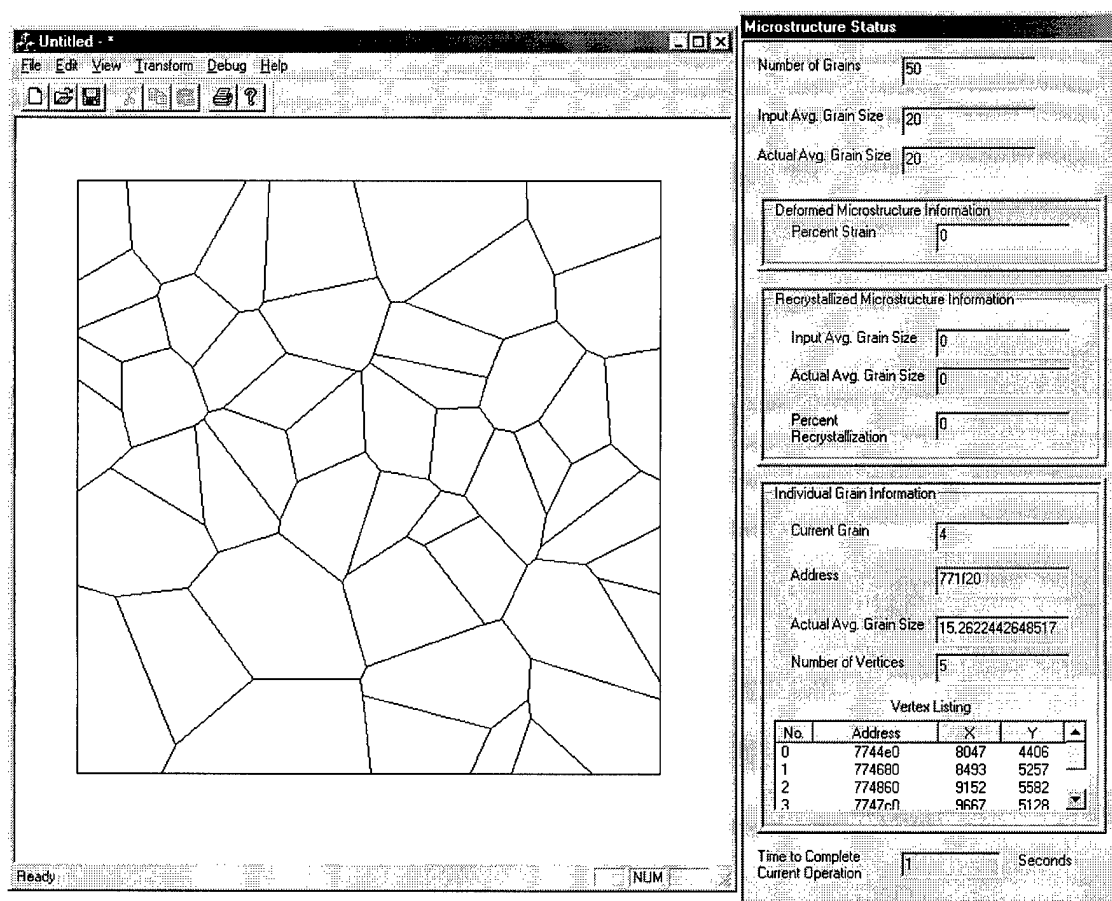 Untitled - *
File Edit View Transform Debug Help
Ready
NUM
Microstructure Status
Number of Grains 50
Input Avg. Grain Size 20
Actual Avg. Grain Size 20
Deformed Microstructure Information
Percent Strain 0
Recrystallized Microstructure Information
Input Avg. Grain Size 0
Actual Avg. Grain Size 0
Percent
Recrystallization 0
Individual Grain Information
Current Grain 4
Address 771f20
Actual Avg. Grain Size 15.2622442648517
Number of Vertices 5
Vertex Listing
No. Address X Y
0 7744e0 8047 4406
1 774680 8493 5257
2 774860 9152 5582
3 7747c0 9667 5128
Time to Complete
Current Operation 1 Seconds